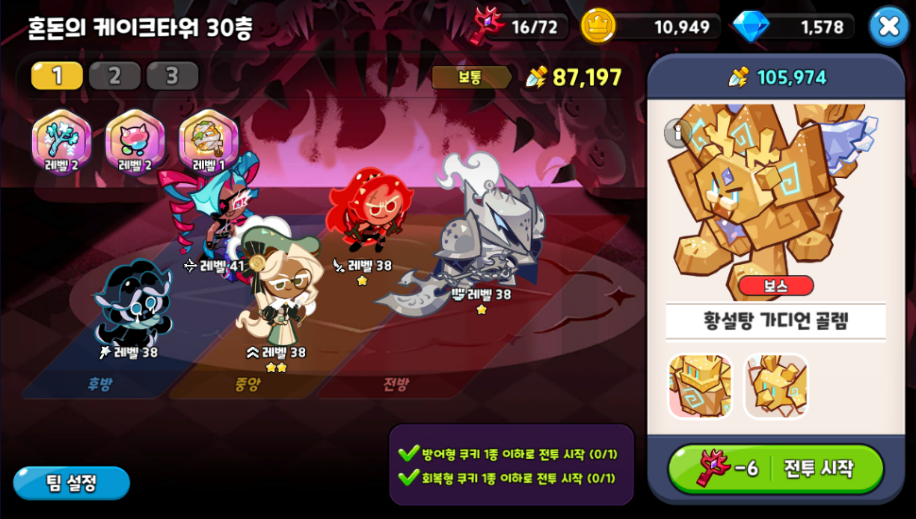 혼돈의 케이크타워 30층
16/72
10,949
1,578
1
2
3
보통
87,197
105,974
레벨 2
레벨 2
레벨 1
레벨 41
레벨 38
레벨 38
레벨 38
레벨 38
후방
중앙
전방
보스
황설탕 가디언 골렘
방어형 쿠키 1종 이하로 전투 시작 (0/1)
회복형 쿠키 1종 이하로 전투 시작 (0/1)
팀 설정
-6 전투 시작